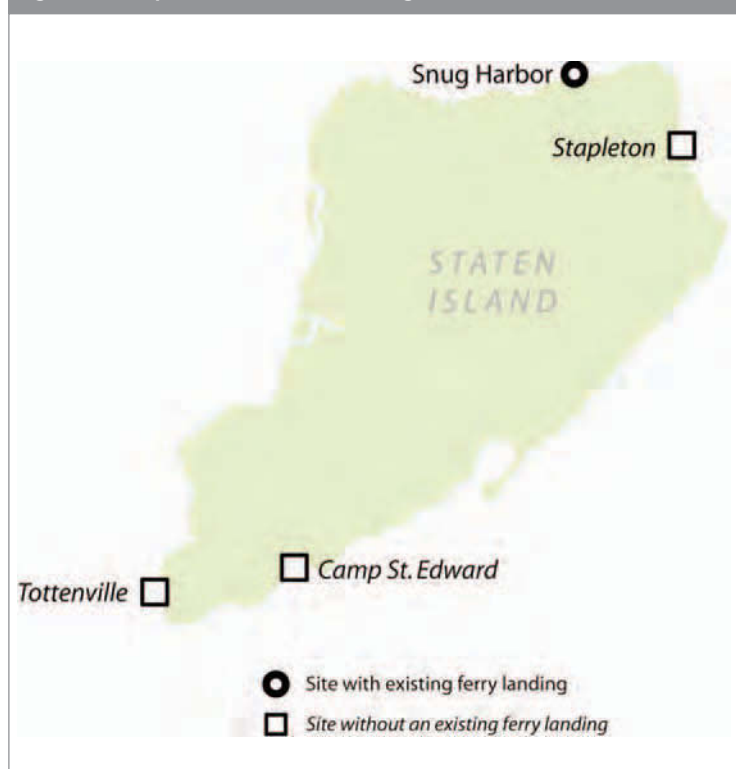 Snug Harbor
Stapleton
STATEN
ISLAND
Camp St. Edward
Tottenville
Site with existing ferry landing
Site without an existing ferry landing